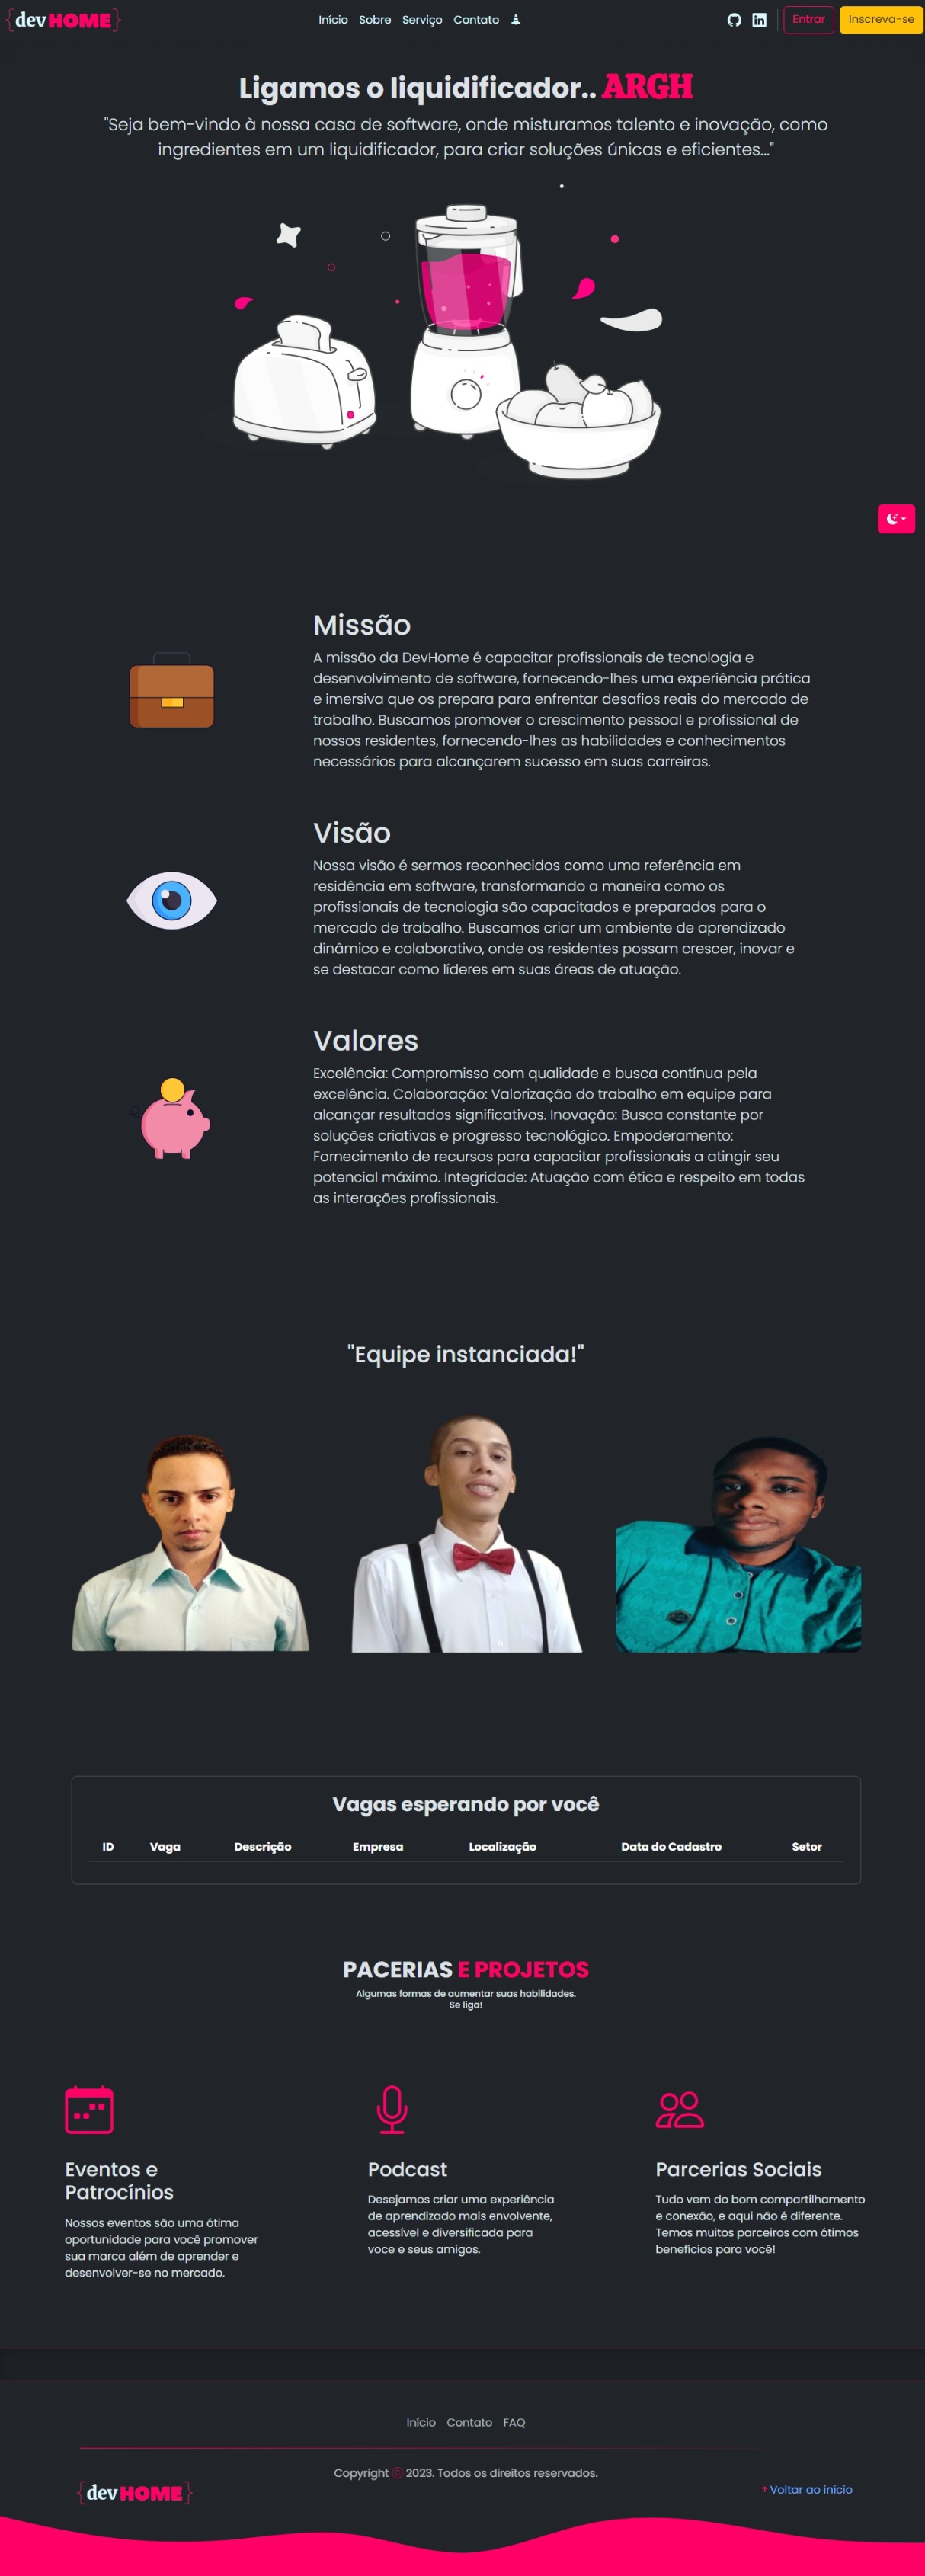 {devHOME}
Início Sobre Serviço Contato
Entrar
Inscreva-se
Ligamos o liquidificador.. ARGH
"Seja bem-vindo à nossa casa de software, onde misturamos talento e inovação, como
ingredientes em um liquidificador, para criar soluções únicas e eficientes..."
Missão
A missão da DevHome é capacitar profissionais de tecnologia e
desenvolvimento de software, fornecendo-lhes uma experiência prática
e imersiva que os prepara para enfrentar desafios reais do mercado de
trabalho. Buscamos promover o crescimento pessoal e profissional de
nossos residentes, fornecendo-lhes as habilidades e conhecimentos
necessários para alcançarem sucesso em suas carreiras.
Visão
Nossa visão é sermos reconhecidos como uma referência em
residência em software, transformando a maneira como os
profissionais de tecnologia são capacitados e preparados para o
mercado de trabalho. Buscamos criar um ambiente de aprendizado
dinâmico e colaborativo, onde os residentes possam crescer, inovar e
se destacar como líderes em suas áreas de atuação.
Valores
Excelência: Compromisso com qualidade e busca contínua pela
excelência. Colaboração: Valorização do trabalho em equipe para
alcançar resultados significativos. Inovação: Busca constante por
soluções criativas e progresso tecnológico. Empoderamento:
Fornecimento de recursos para capacitar profissionais a atingir seu
potencial máximo. Integridade: Atuação com ética e respeito em todas
as interações profissionais.
"Equipe instanciada!"
Vagas esperando por você
ID Vaga Descrição Empresa Localização Data do Cadastro Setor
PACERIAS E PROJETOS
Algumas formas de aumentar suas habilidades.
Se liga!
Eventos e
Patrocínios
Nossos eventos são uma ótima
oportunidade para você promover
sua marca além de aprender e
desenvolver-se no mercado.
Podcast
Desejamos criar uma experiência
de aprendizado mais envolvente,
acessível e diversificada para
voce e seus amigos.
Parcerias Sociais
Tudo vem do bom compartilhamento
e conexão, e aqui não é diferente.
Temos muitos parceiros com ótimos
benefícios para você!
Início Contato FAQ
Copyright © 2023. Todos os direitos reservados.
{devHOME}
↑ Voltar ao início